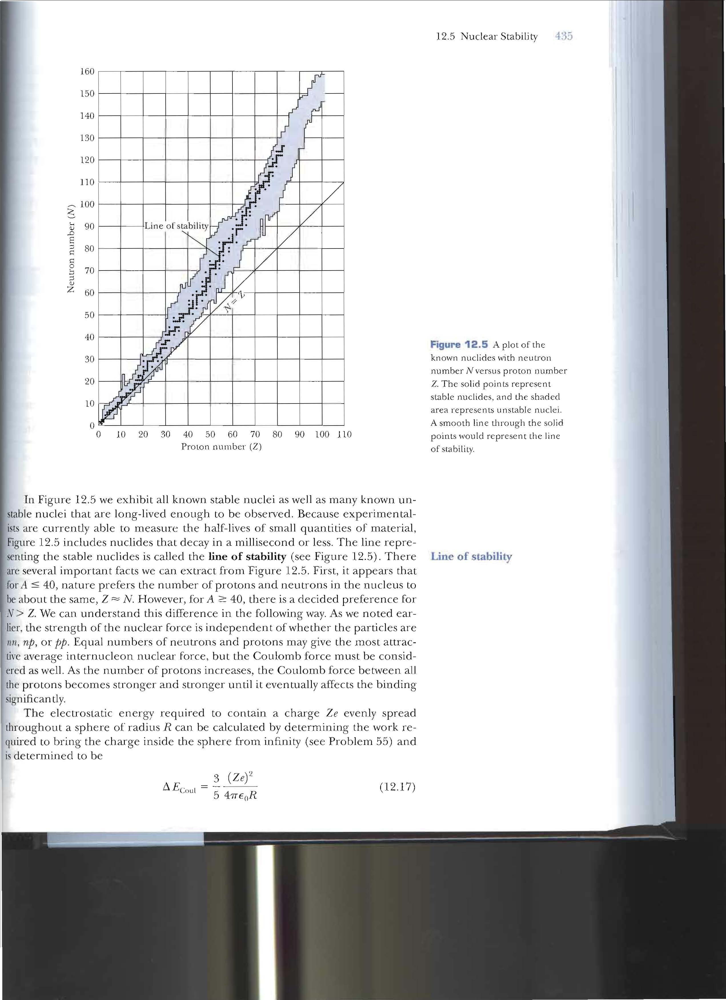 12.5 Nuclear Stability 435
160
150
140
130
120
110
100
90
80
70
60
50
40
30
20
10
0
Neutron number (N)
Line of stability
N = Z
0 10 20 30 40 50 60 70 80 90 100 110
Proton number (Z)
Figure 12.5 A plot of the
known nuclides with neutron
number N versus proton number
Z. The solid points represent
stable nuclides, and the shaded
area represents unstable nuclei.
A smooth line through the solid
points would represent the line
of stability.
In Figure 12.5 we exhibit all known stable nuclei as well as many known un-
stable nuclei that are long-lived enough to be observed. Because experimental-
ists are currently able to measure the half-lives of small quantities of material,
Figure 12.5 includes nuclides that decay in a millisecond or less. The line repre-
senting the stable nuclides is called the line of stability (see Figure 12.5). There
are several important facts we can extract from Figure 12.5. First, it appears that
for A ≤ 40, nature prefers the number of protons and neutrons in the nucleus to
be about the same, Z ≈ N. However, for A ≥ 40, there is a decided preference for
N > Z. We can understand this difference in the following way. As we noted ear-
lier, the strength of the nuclear force is independent of whether the particles are
nn, np, or pp. Equal numbers of neutrons and protons may give the most attrac-
tive average internucleon nuclear force, but the Coulomb force must be consid-
ered as well. As the number of protons increases, the Coulomb force between all
the protons becomes stronger and stronger until it eventually affects the binding
significantly.
Line of stability
The electrostatic energy required to contain a charge Ze evenly spread
throughout a sphere of radius R can be calculated by determining the work re-
quired to bring the charge inside the sphere from infinity (see Problem 55) and
is determined to be
ΔE_Coul = 3/5 (Ze)²/4πϵ₀R (12.17)